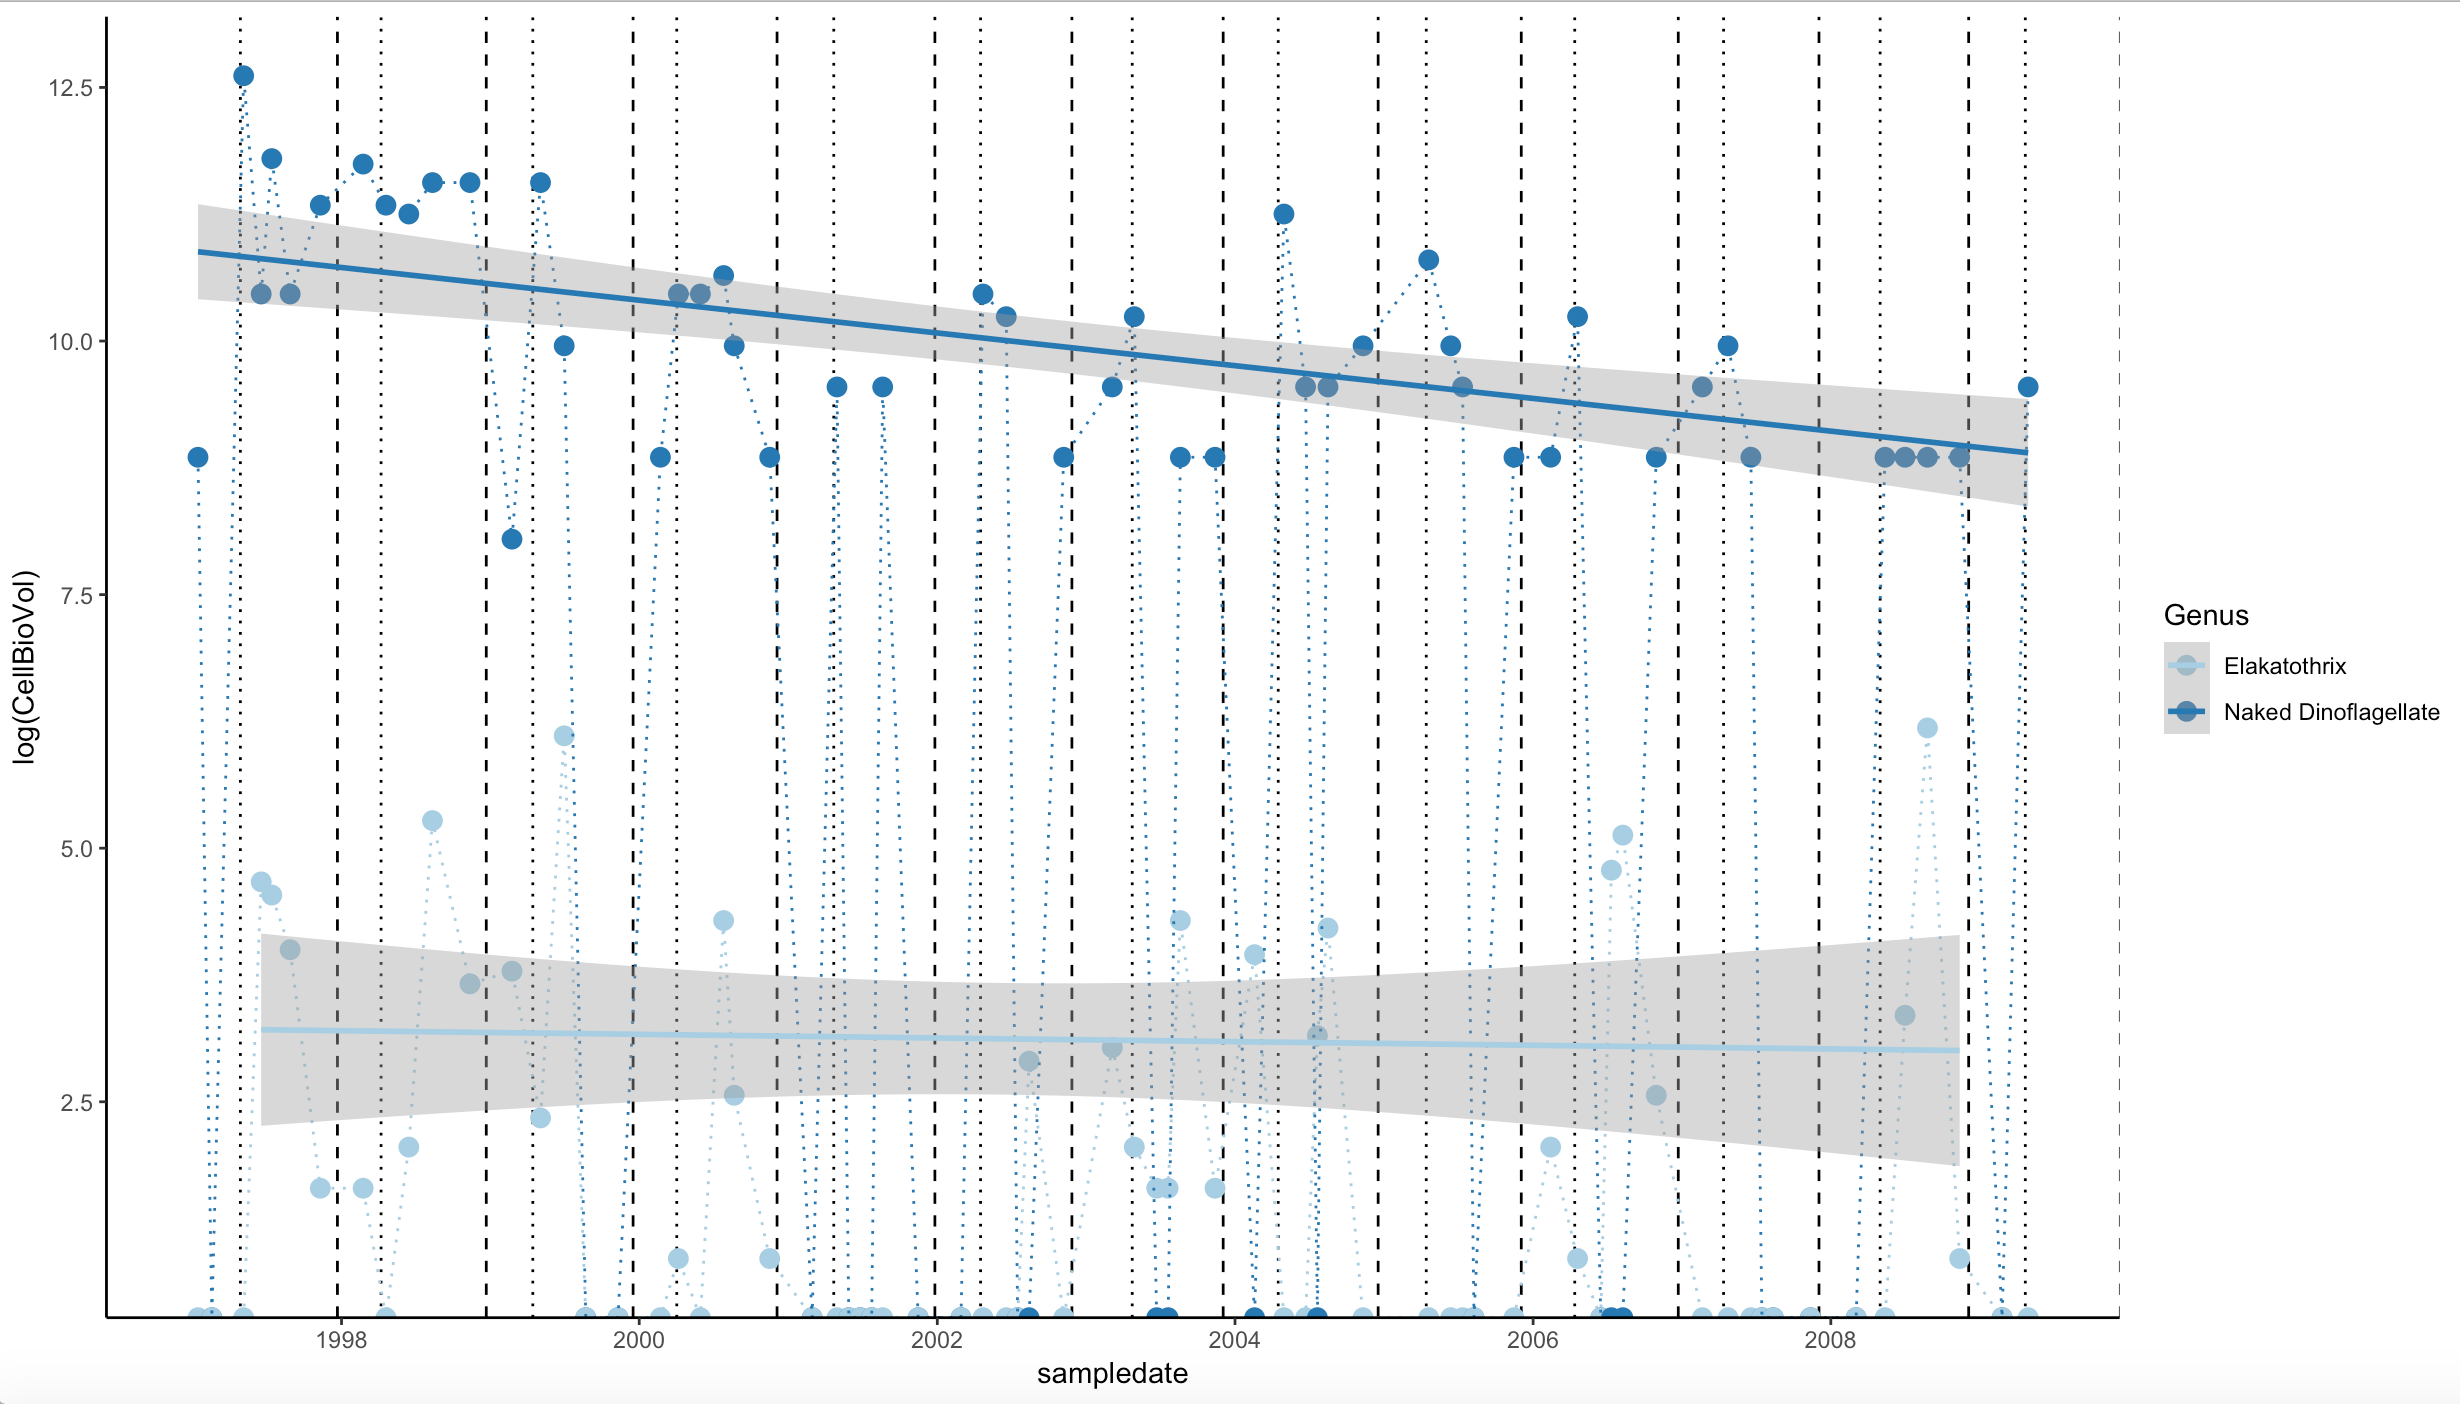 12.5
10.0
7.5
5.0
2.5
log(CellBioVol)
1998 2000 2002 2004 2006 2008
sampledate
Genus
Elakatothrix
Naked Dinoflagellate